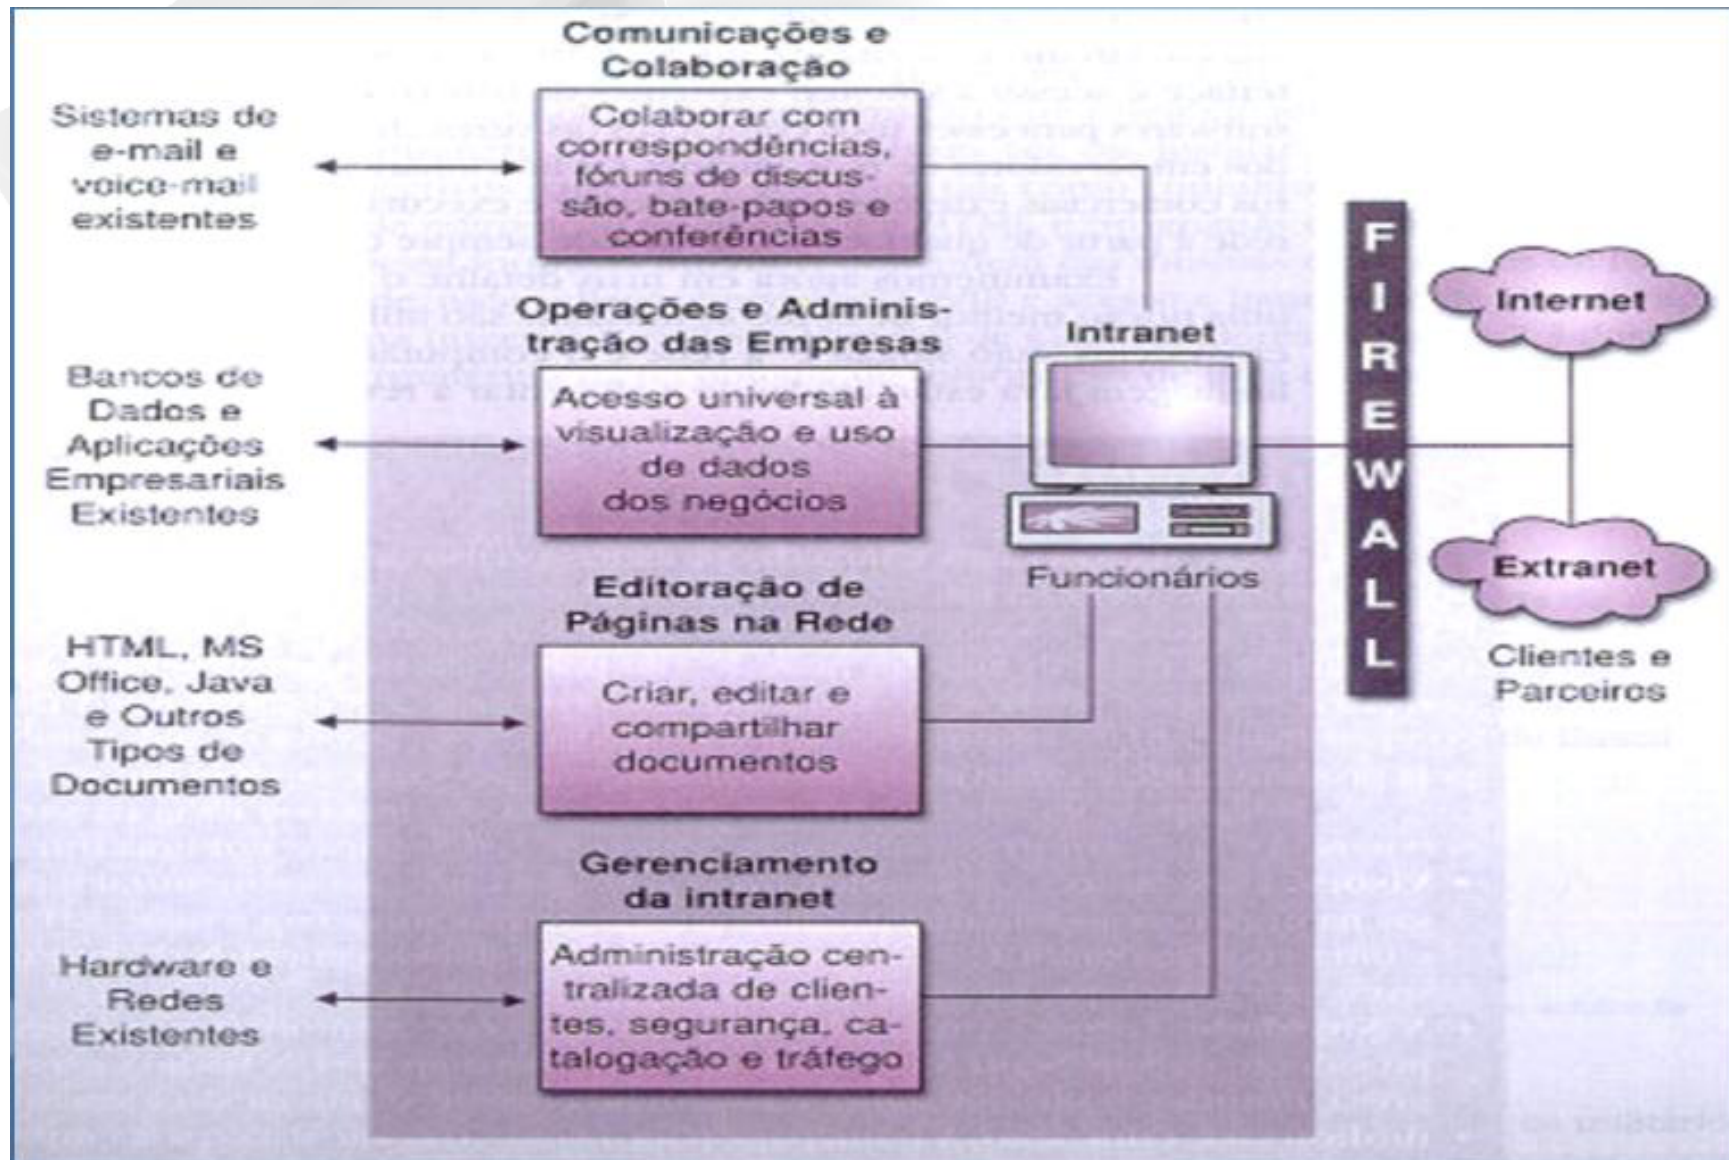 Comunicações e
Colaboração
Sistemas de
e-mail e
voice-mail
existentes
Colaborar com
correspondências,
fóruns de discus-
são, bate-papos e
conferências
Operações e Adminis-
tração das Empresas
Bancos de
Dados e
Aplicações
Empresariais
Existentes
Acesso universal à
visualização e uso
de dados
dos negócios
Intranet
Funcionários
FIREWALL
Internet
Extranet
Clientes e
Parceiros
Editoração de
Páginas na Rede
HTML, MS
Office, Java
e Outros
Tipos de
Documentos
Criar, editar e
compartilhar
documentos
Gerenciamento
da intranet
Hardware e
Redes
Existentes
Administração cen-
tralizada de clien-
tes, segurança, ca-
talogação e tráfego